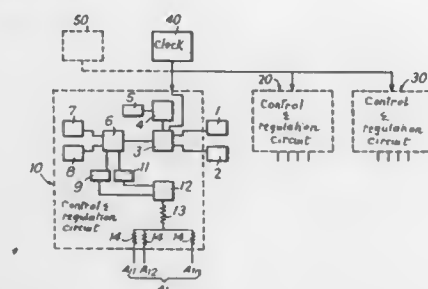 50
40
Clock
20
30
Control
&
regulation
Circuit
Control
&
regulation
Circuit
5
4
1
7
6
3
8
2
9
11
12
10
13
Control &
regulation
circuit
14
14
14
A11
A12